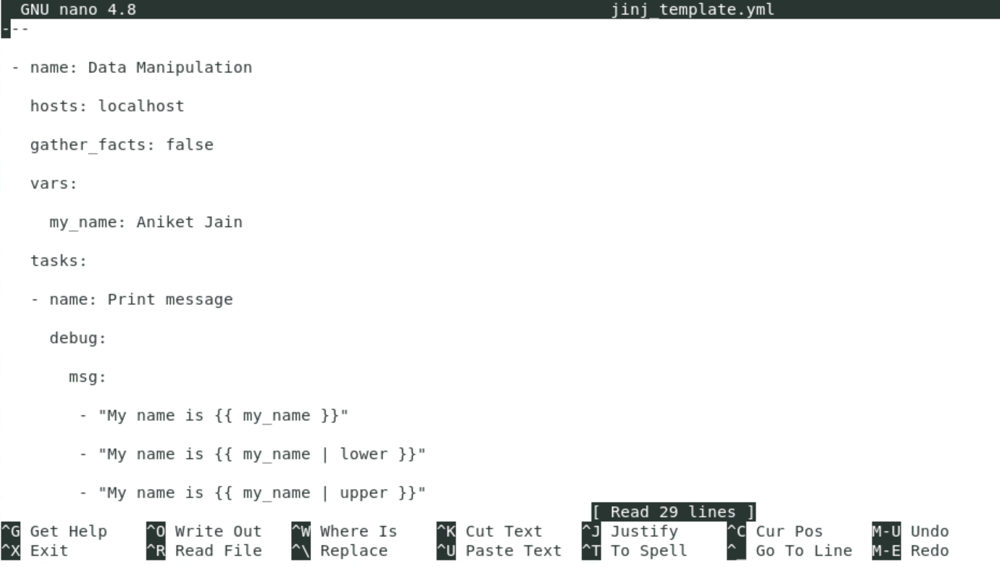 GNU nano 4.8 jinj_template.yml
---
- name: Data Manipulation
hosts: localhost
gather_facts: false
vars:
my_name: Aniket Jain
tasks:
- name: Print message
debug:
msg:
- "My name is {{ my_name }}"
- "My name is {{ my_name | lower }}"
- "My name is {{ my_name | upper }}"
[ Read 29 lines ]
^G Get Help ^O Write Out ^W Where Is ^K Cut Text ^J Justify ^C Cur Pos M-U Undo
^X Exit ^R Read File ^\ Replace ^U Paste Text ^T To Spell ^_ Go To Line M-E Redo